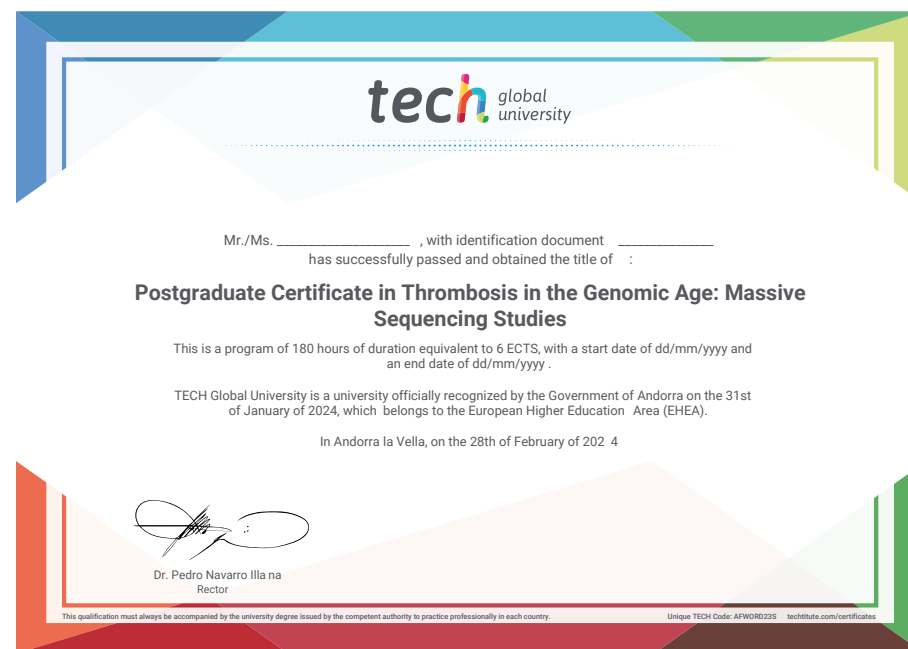 tech global university
Mr./Ms. _____________________ , with identification document _______________
has successfully passed and obtained the title of :
Postgraduate Certificate in Thrombosis in the Genomic Age: Massive
Sequencing Studies
This is a program of 180 hours of duration equivalent to 6 ECTS, with a start date of dd/mm/yyyy and
an end date of dd/mm/yyyy .
TECH Global University is a university officially recognized by the Government of Andorra on the 31st
of January of 2024, which belongs to the European Higher Education Area (EHEA).
In Andorra la Vella, on the 28th of February of 202 4
Dr. Pedro Navarro Illa na
Rector
This qualification must always be accompanied by the university degree issued by the competent authority to practice professionally in each country.
Unique TECH Code: AFWORD23S techtitute.com/certificates